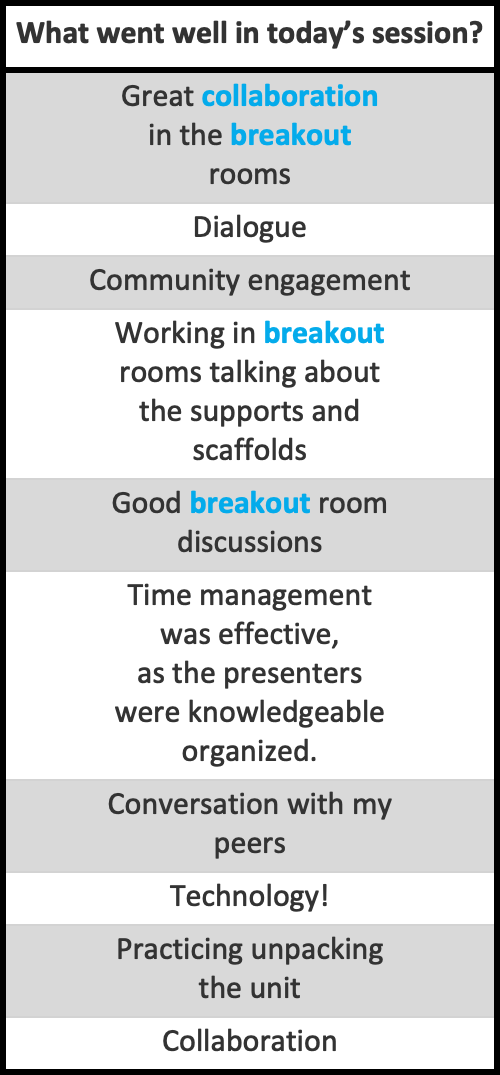 What went well in today’s session?
Great collaboration
in the breakout
rooms
Dialogue
Community engagement
Working in breakout
rooms talking about
the supports and
scaffolds
Good breakout room
discussions
Time management
was effective,
as the presenters
were knowledgeable
organized.
Conversation with my
peers
Technology!
Practicing unpacking
the unit
Collaboration